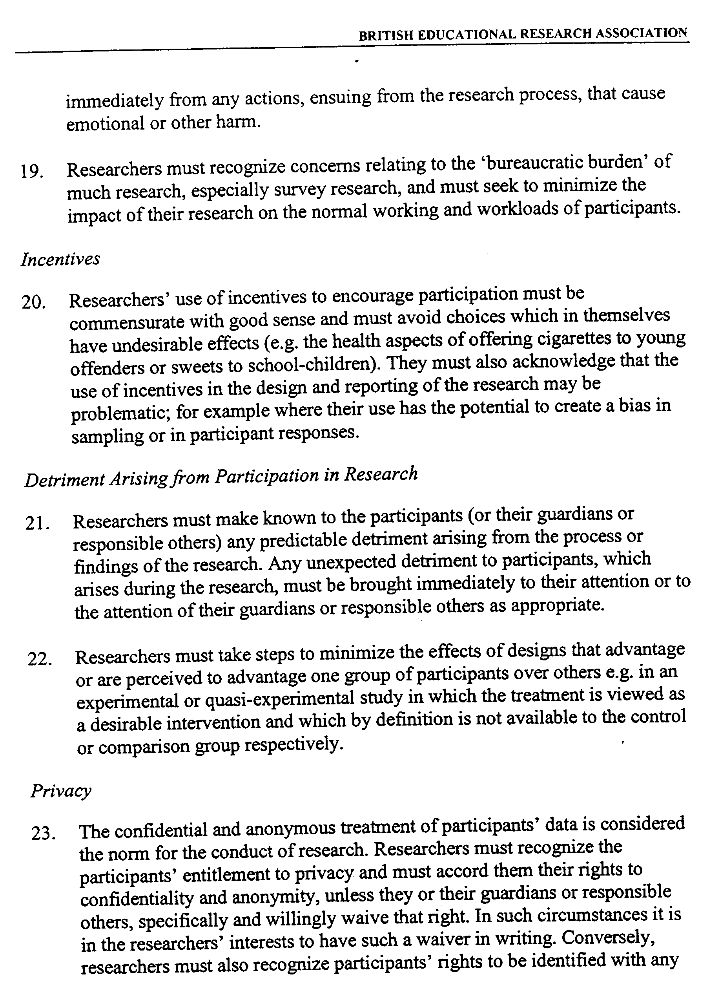 BRITISH EDUCATIONAL RESEARCH ASSOCIATION
immediately from any actions, ensuing from the research process, that cause
emotional or other harm.
19. Researchers must recognize concerns relating to the ‘bureaucratic burden’ of
much research, especially survey research, and must seek to minimize the
impact of their research on the normal working and workloads of participants.
Incentives
20. Researchers’ use of incentives to encourage participation must be
commensurate with good sense and must avoid choices which in themselves
have undesirable effects (e.g. the health aspects of offering cigarettes to young
offenders or sweets to school-children). They must also acknowledge that the
use of incentives in the design and reporting of the research may be
problematic; for example where their use has the potential to create a bias in
sampling or in participant responses.
Detriment Arising from Participation in Research
21. Researchers must make known to the participants (or their guardians or
responsible others) any predictable detriment arising from the process or
findings of the research. Any unexpected detriment to participants, which
arises during the research, must be brought immediately to their attention or to
the attention of their guardians or responsible others as appropriate.
22. Researchers must take steps to minimize the effects of designs that advantage
or are perceived to advantage one group of participants over others e.g. in an
experimental or quasi-experimental study in which the treatment is viewed as
a desirable intervention and which by definition is not available to the control
or comparison group respectively.
Privacy
23. The confidential and anonymous treatment of participants’ data is considered
the norm for the conduct of research. Researchers must recognize the
participants’ entitlement to privacy and must accord them their rights to
confidentiality and anonymity, unless they or their guardians or responsible
others, specifically and willingly waive that right. In such circumstances it is
in the researchers’ interests to have such a waiver in writing. Conversely,
researchers must also recognize participants’ rights to be identified with any